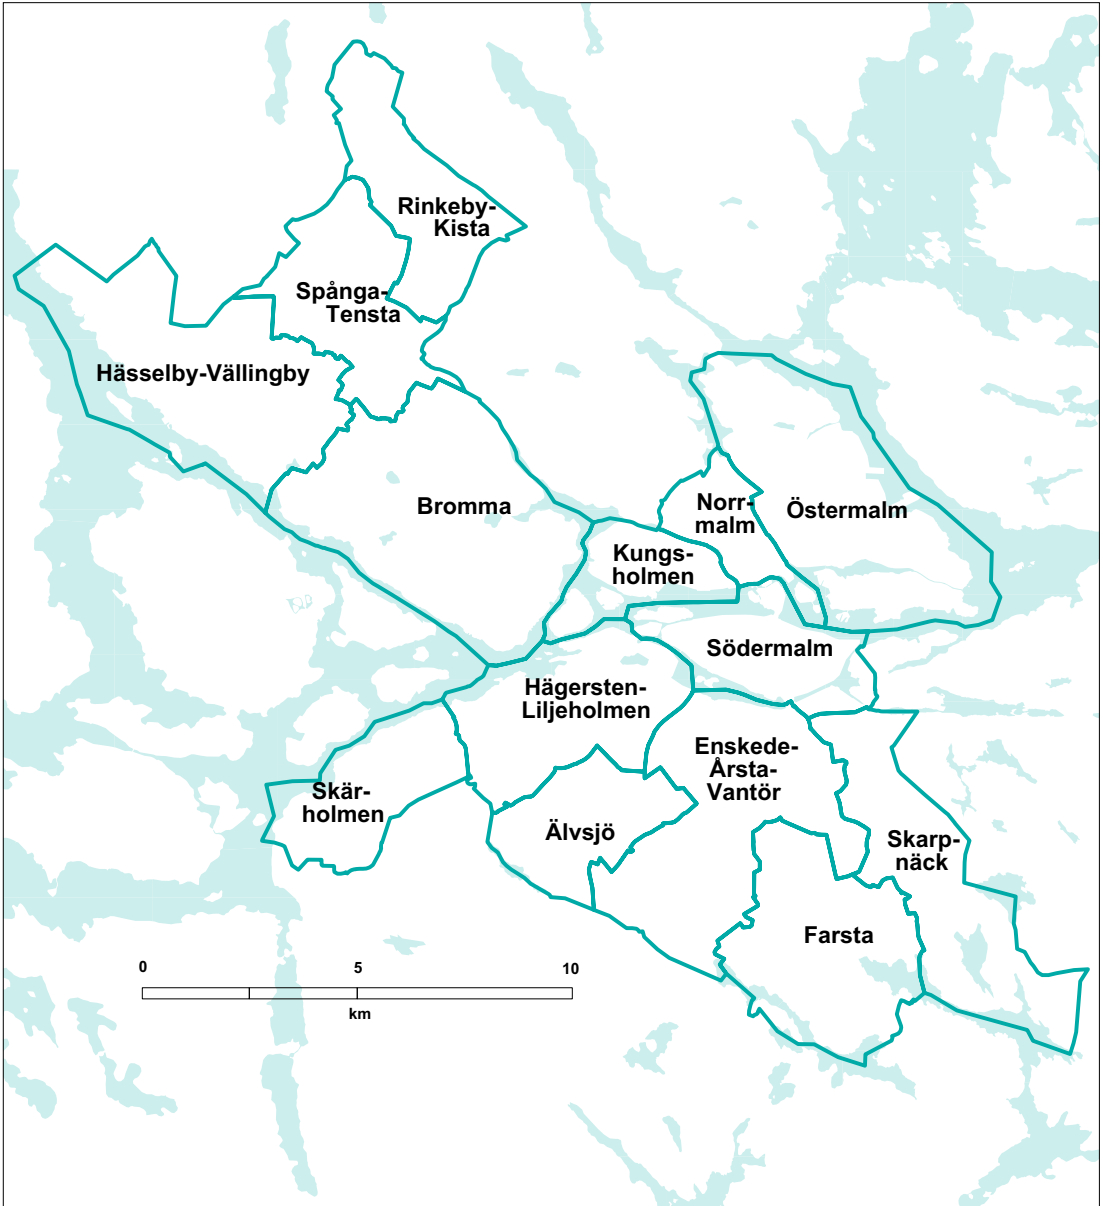 Rinkeby-
Kista
Spånga-
Tensta
Hässelby-Vällingby
Bromma
Norr-
malm
Östermalm
Kungs-
holmen
Södermalm
Hägersten-
Liljeholmen
Enskede-
Årsta-
Vantör
Skär-
holmen
Älvsjö
Skarp-
näck
Farsta
0 5 10
km